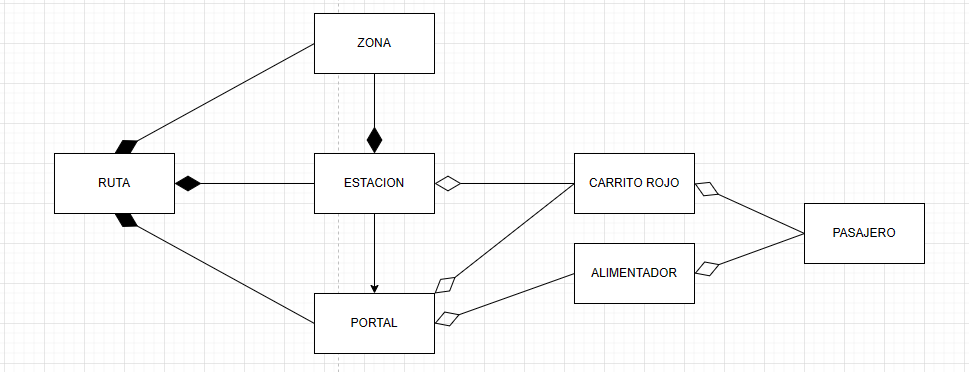 ZONA
RUTA
ESTACION
CARRITO ROJO
PASAJERO
ALIMENTADOR
PORTAL